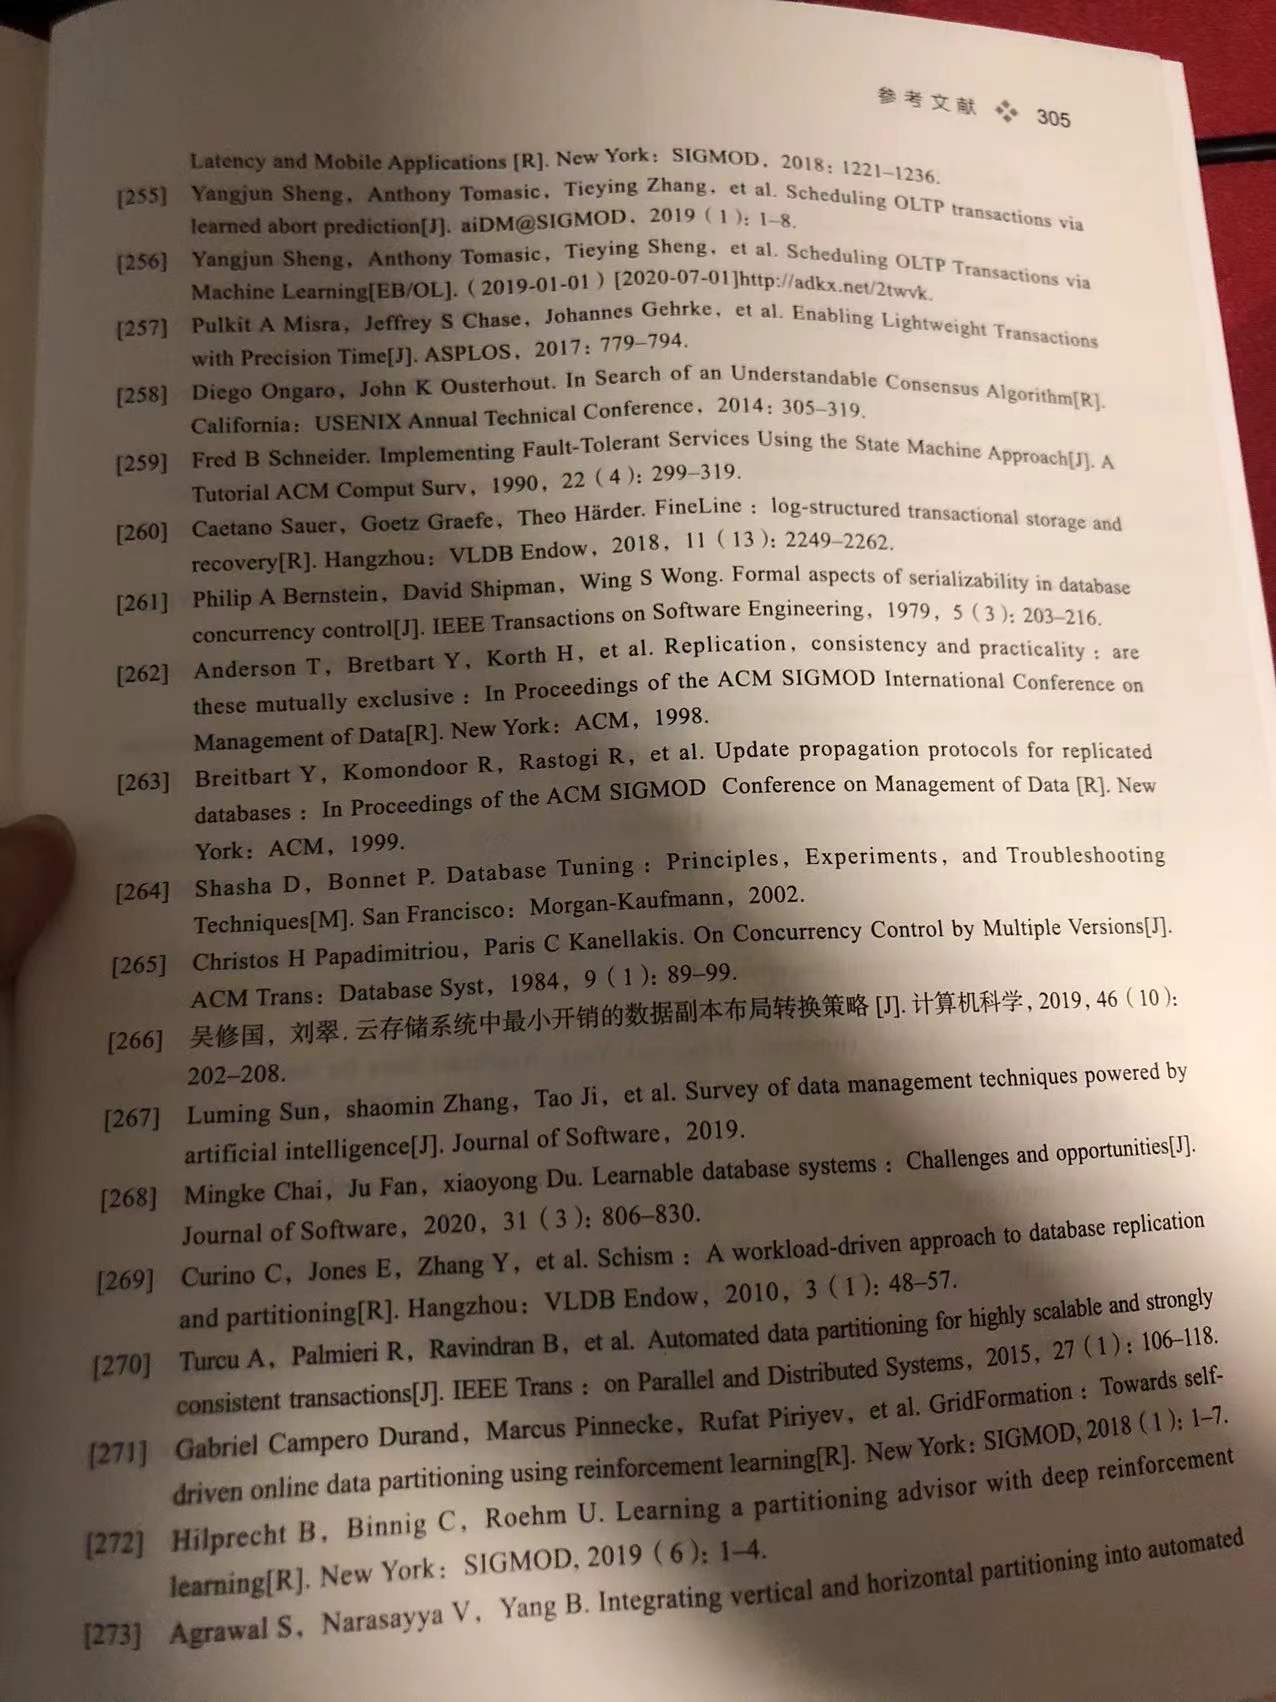 参考文献 305
Latency and Mobile Applications [R]. New York: SIGMOD, 2018: 1221–1236.
[255] Yangjun Sheng, Anthony Tomasic, Tieying Zhang, et al. Scheduling OLTP transactions via
learned abort prediction[J]. aiDM@SIGMOD, 2019 (1): 1–8.
[256] Yangjun Sheng, Anthony Tomasic, Tieying Sheng, et al. Scheduling OLTP Transactions via
Machine Learning[EB/OL]. (2019-01-01) [2020-07-01]http://adkx.net/2twvk.
[257] Pulkit A Misra, Jeffrey S Chase, Johannes Gehrke, et al. Enabling Lightweight Transactions
with Precision Time[J]. ASPLOS, 2017: 779–794.
[258] Diego Ongaro, John K Ousterhout. In Search of an Understandable Consensus Algorithm[R].
California: USENIX Annual Technical Conference, 2014: 305–319.
[259] Fred B Schneider. Implementing Fault-Tolerant Services Using the State Machine Approach[J]. A
Tutorial ACM Comput Surv, 1990, 22 (4): 299–319.
[260] Caetano Sauer, Goetz Graefe, Theo Härder. FineLine : log-structured transactional storage and
recovery[R]. Hangzhou: VLDB Endow, 2018, 11 (13): 2249–2262.
[261] Philip A Bernstein, David Shipman, Wing S Wong. Formal aspects of serializability in database
concurrency control[J]. IEEE Transactions on Software Engineering, 1979, 5 (3): 203–216.
[262] Anderson T, Bretbart Y, Korth H, et al. Replication, consistency and practicality : are
these mutually exclusive : In Proceedings of the ACM SIGMOD International Conference on
Management of Data[R]. New York: ACM, 1998.
[263] Breitbart Y, Komondoor R, Rastogi R, et al. Update propagation protocols for replicated
databases : In Proceedings of the ACM SIGMOD Conference on Management of Data [R]. New
York: ACM, 1999.
[264] Shasha D, Bonnet P. Database Tuning : Principles, Experiments, and Troubleshooting
Techniques[M]. San Francisco: Morgan-Kaufmann, 2002.
[265] Christos H Papadimitriou, Paris C Kanellakis. On Concurrency Control by Multiple Versions[J].
ACM Trans: Database Syst, 1984, 9 (1): 89–99.
[266] 吴修国, 刘翠. 云存储系统中最小开销的数据副本布局转换策略 [J]. 计算机科学, 2019, 46 (10):
202–208.
[267] Luming Sun, shaomin Zhang, Tao Ji, et al. Survey of data management techniques powered by
artificial intelligence[J]. Journal of Software, 2019.
[268] Mingke Chai, Ju Fan, xiaoyong Du. Learnable database systems : Challenges and opportunities[J].
Journal of Software, 2020, 31 (3): 806–830.
[269] Curino C, Jones E, Zhang Y, et al. Schism : A workload-driven approach to database replication
and partitioning[R]. Hangzhou: VLDB Endow, 2010, 3 (1): 48–57.
[270] Turcu A, Palmieri R, Ravindran B, et al. Automated data partitioning for highly scalable and strongly
consistent transactions[J]. IEEE Trans : on Parallel and Distributed Systems, 2015, 27 (1): 106–118.
[271] Gabriel Campero Durand, Marcus Pinnecke, Rufat Piriyev, et al. GridFormation : Towards self-
driven online data partitioning using reinforcement learning[R]. New York: SIGMOD, 2018 (1): 1–7.
[272] Hilprecht B, Binnig C, Roehm U. Learning a partitioning advisor with deep reinforcement
learning[R]. New York: SIGMOD, 2019 (6): 1–4.
[273] Agrawal S, Narasayya V, Yang B. Integrating vertical and horizontal partitioning into automated